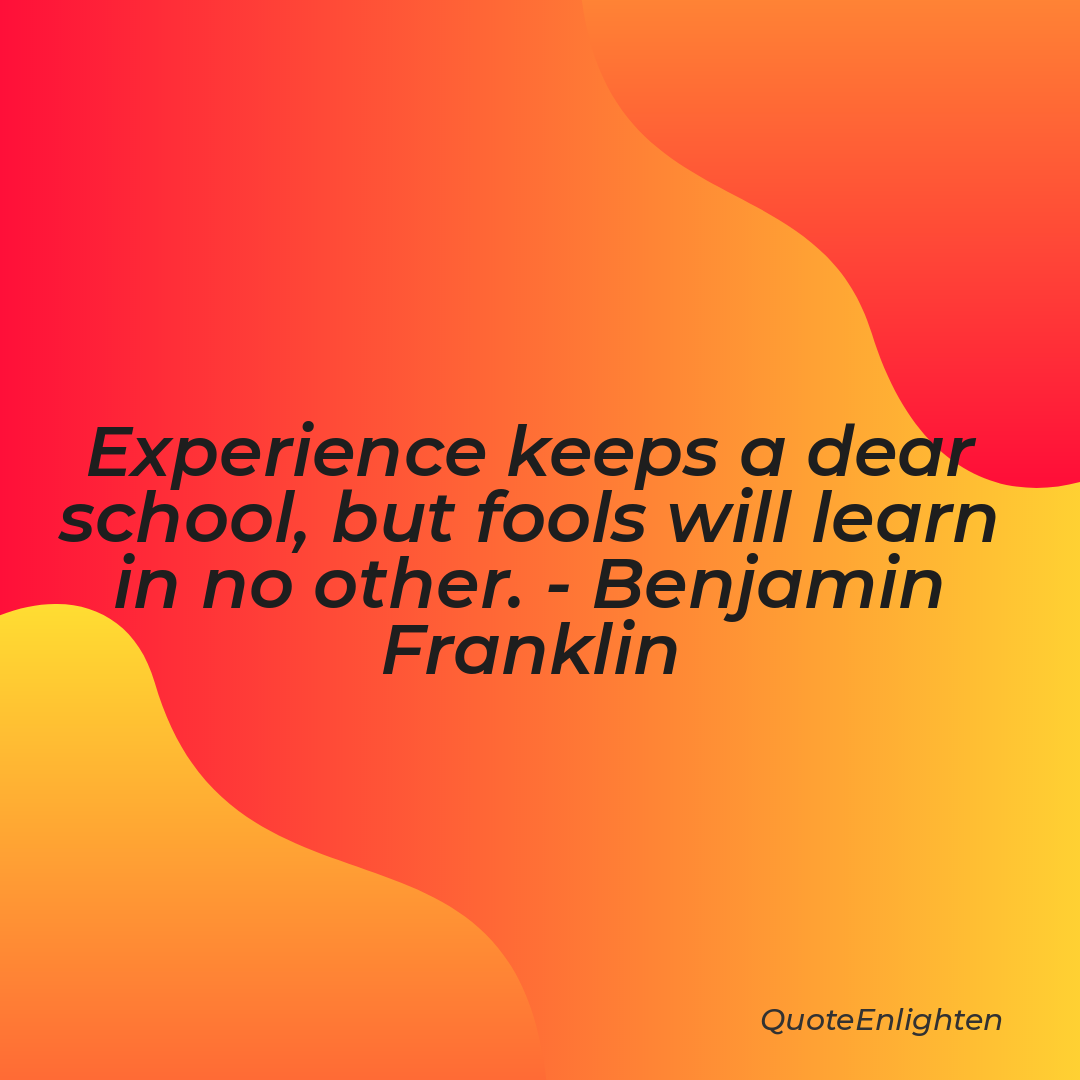 Experience keeps a dear
school, but fools will learn
in no other. - Benjamin
Franklin
QuoteEnlighten